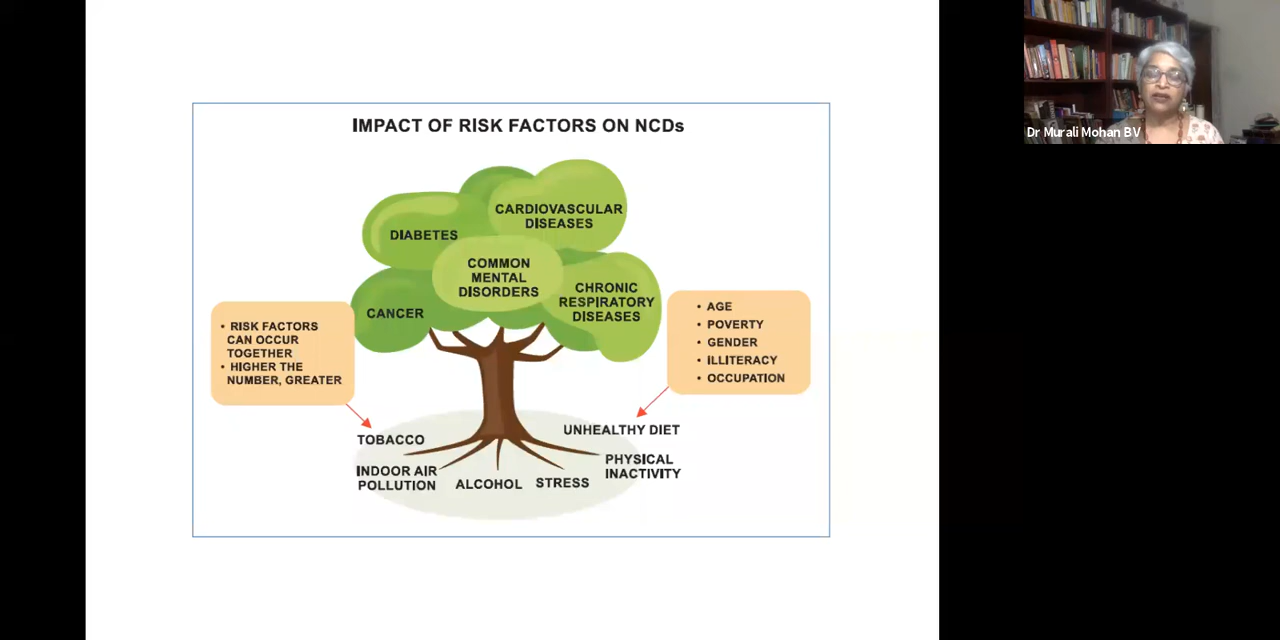 IMPACT OF RISK FACTORS ON NCDs
CARDIOVASCULAR
DISEASES
DIABETES
COMMON
MENTAL
DISORDERS
CHRONIC
RESPIRATORY
DISEASES
CANCER
• RISK FACTORS
CAN OCCUR
TOGETHER
• HIGHER THE
NUMBER, GREATER
• AGE
• POVERTY
• GENDER
• ILLITERACY
• OCCUPATION
TOBACCO
INDOOR AIR
POLLUTION
ALCOHOL
STRESS
UNHEALTHY DIET
PHYSICAL
INACTIVITY
Dr Murali Mohan BV